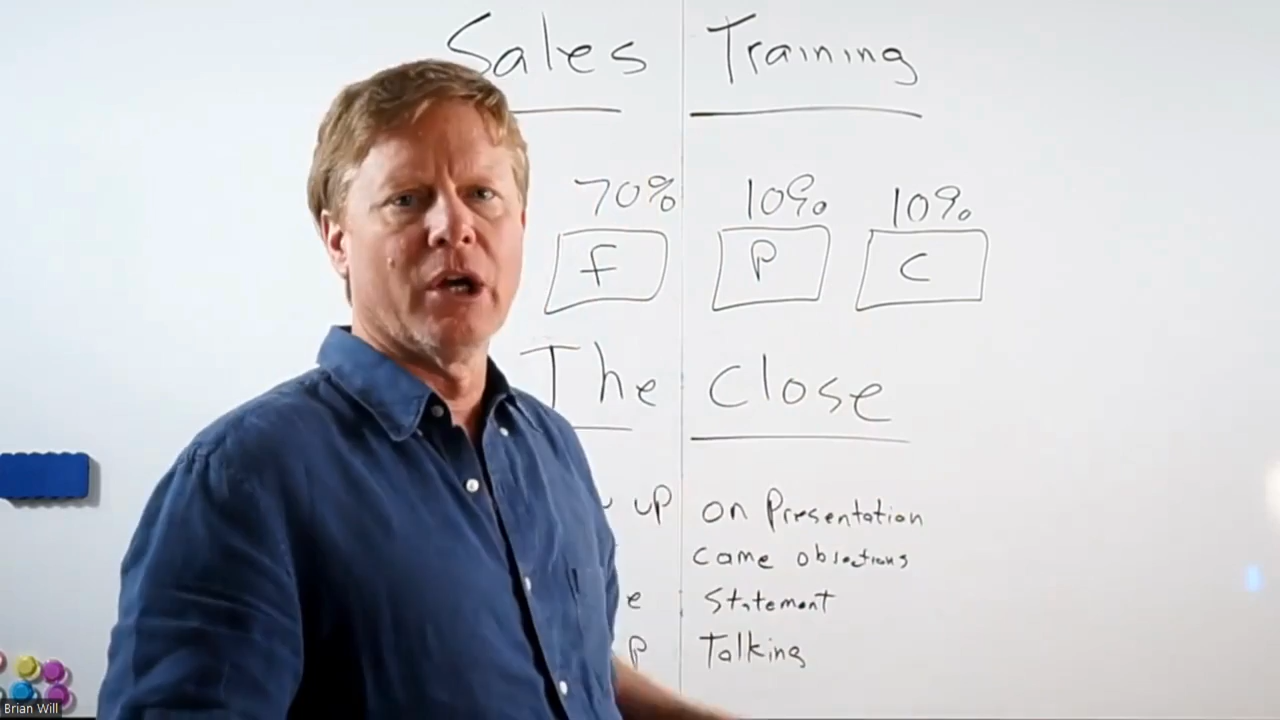 Sales Training
70% 10% 10%
F P C
The Close
up on Presentation
came objections
e Statement
P Talking
Brian Will